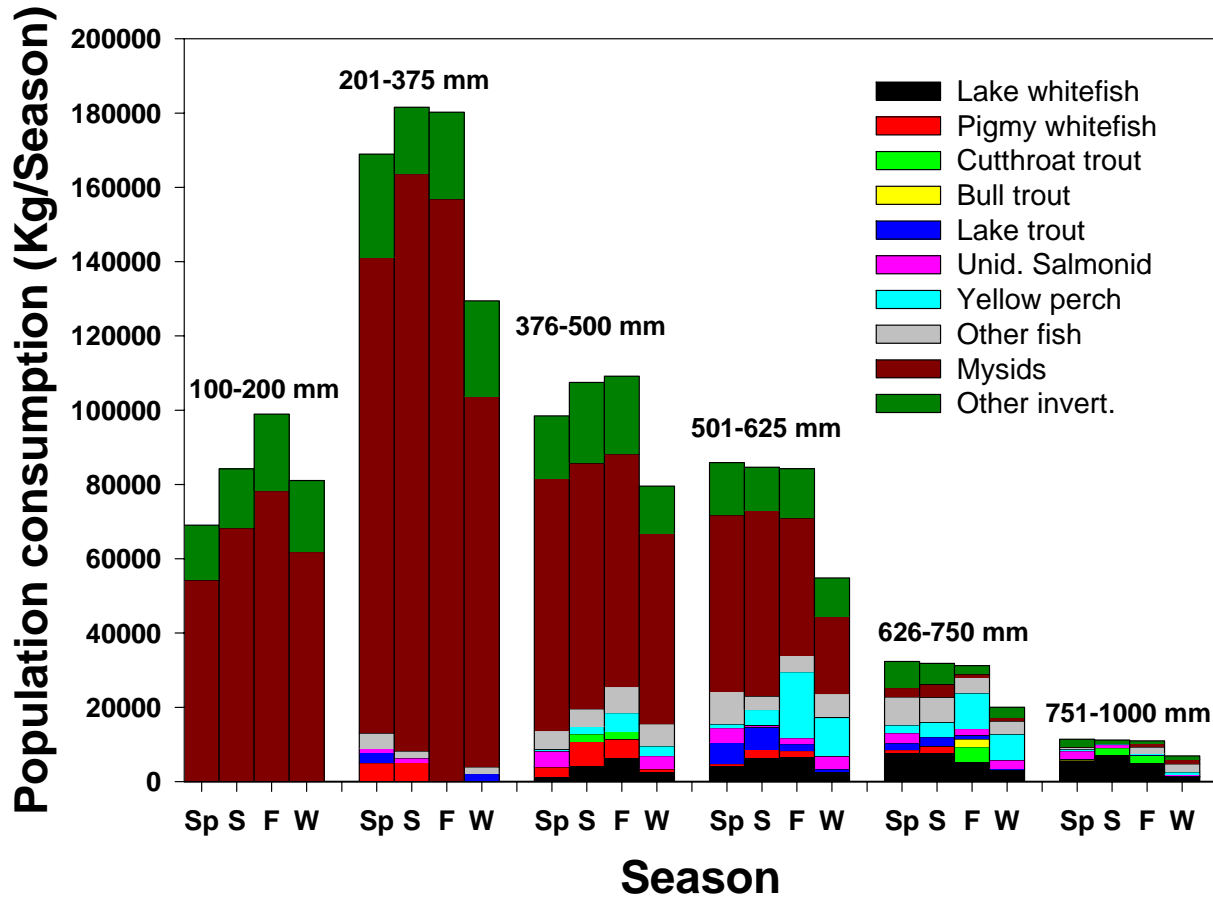 Population consumption (Kg/Season)
200000
180000
160000
140000
120000
100000
80000
60000
40000
20000
0
100-200 mm
201-375 mm
376-500 mm
501-625 mm
626-750 mm
751-1000 mm
Lake whitefish
Pigmy whitefish
Cutthroat trout
Bull trout
Lake trout
Unid. Salmonid
Yellow perch
Other fish
Mysids
Other invert.
Sp S F W Sp S F W Sp S F W Sp S F W Sp S F W Sp S F W
Season